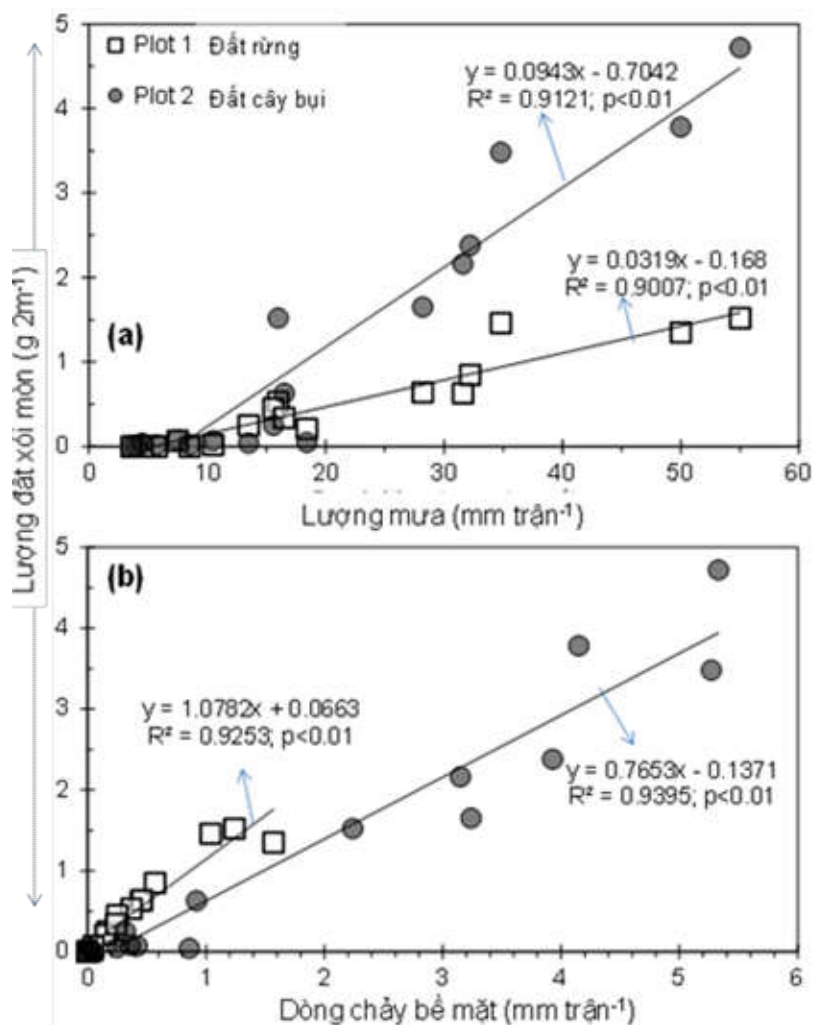 5
Plot 1 Đất rừng
Plot 2 Đất cây bụi
y = 0.0943x - 0.7042
R² = 0.9121; p<0.01
4
3
y = 0.0319x - 0.168
R² = 0.9007; p<0.01
2
(a)
1
0
0 10 20 30 40 50 60
Lượng mưa (mm trận-1)
Lượng đất xói mòn (g 2m-1)
5
(b)
4
y = 1.0782x + 0.0663
R² = 0.9253; p<0.01
3
y = 0.7653x - 0.1371
R² = 0.9395; p<0.01
2
1
0
0 1 2 3 4 5 6
Dòng chảy bề mặt (mm trận-1)